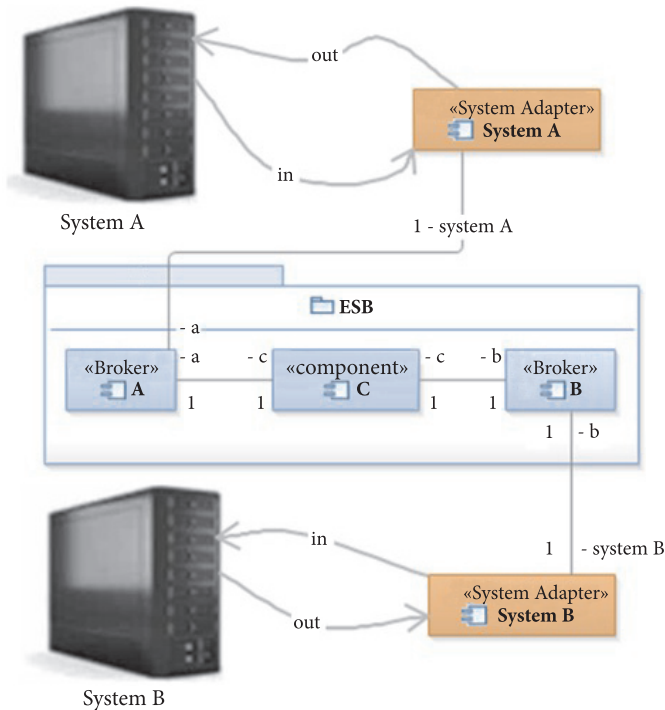 out
«System Adapter»
System A
in
System A
1 - system A
ESB
- a
- a
- c
- c
- b
«Broker»
A
«component»
C
«Broker»
B
1
1
1
1
1
- b
in
1
- system B
out
«System Adapter»
System B
System B